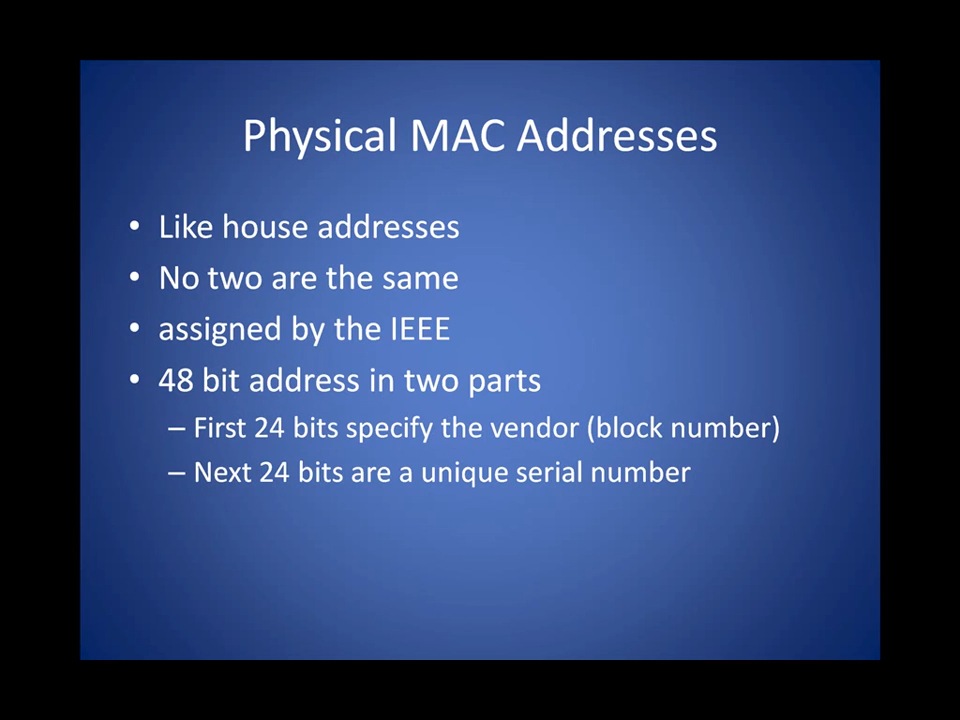 Physical MAC Addresses
• Like house addresses
• No two are the same
• assigned by the IEEE
• 48 bit address in two parts
– First 24 bits specify the vendor (block number)
– Next 24 bits are a unique serial number